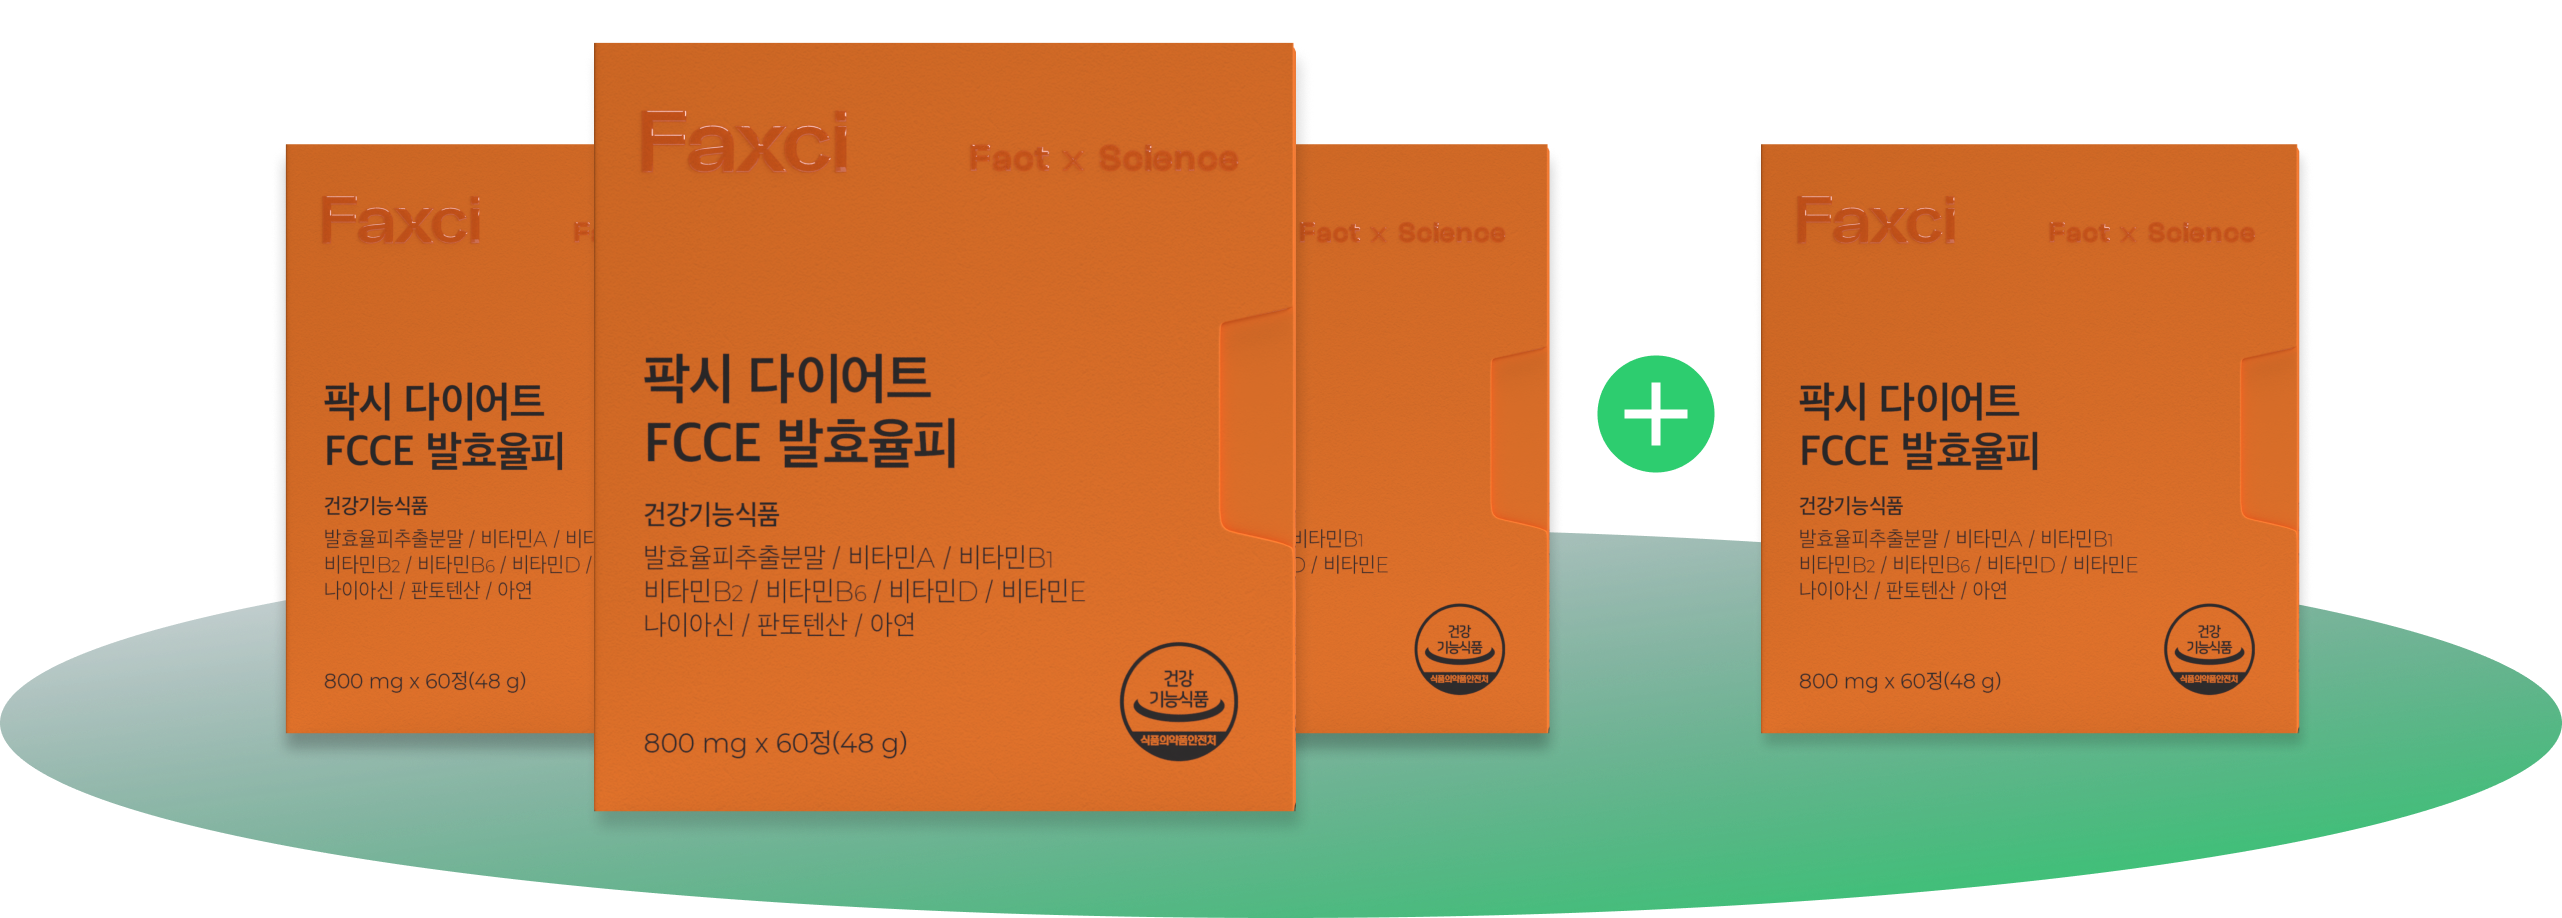 Faxci
F
팍시 다이어트
FCCE 발효율피
건강기능식품
발효율피추출분말 / 비타민A / 비타
비타민B2 / 비타민B6 / 비타민D /
나이아신 / 판토텐산 / 아연
800 mg x 60정(48 g)
Faxci
Fact x Science
팍시 다이어트
FCCE 발효율피
건강기능식품
발효율피추출분말 / 비타민A / 비타민B1
비타민B2 / 비타민B6 / 비타민D / 비타민E
나이아신 / 판토텐산 / 아연
800 mg x 60정(48 g)
건강
기능식품
식품의약품안전처
Fact x Science
비타민B1
D / 비타민E
건강
기능식품
식품의약품안전처
Faxci
Fact x Science
팍시 다이어트
FCCE 발효율피
건강기능식품
발효율피추출분말 / 비타민A / 비타민B1
비타민B2 / 비타민B6 / 비타민D / 비타민E
나이아신 / 판토텐산 / 아연
800 mg x 60정(48 g)
건강
기능식품
식품의약품안전처